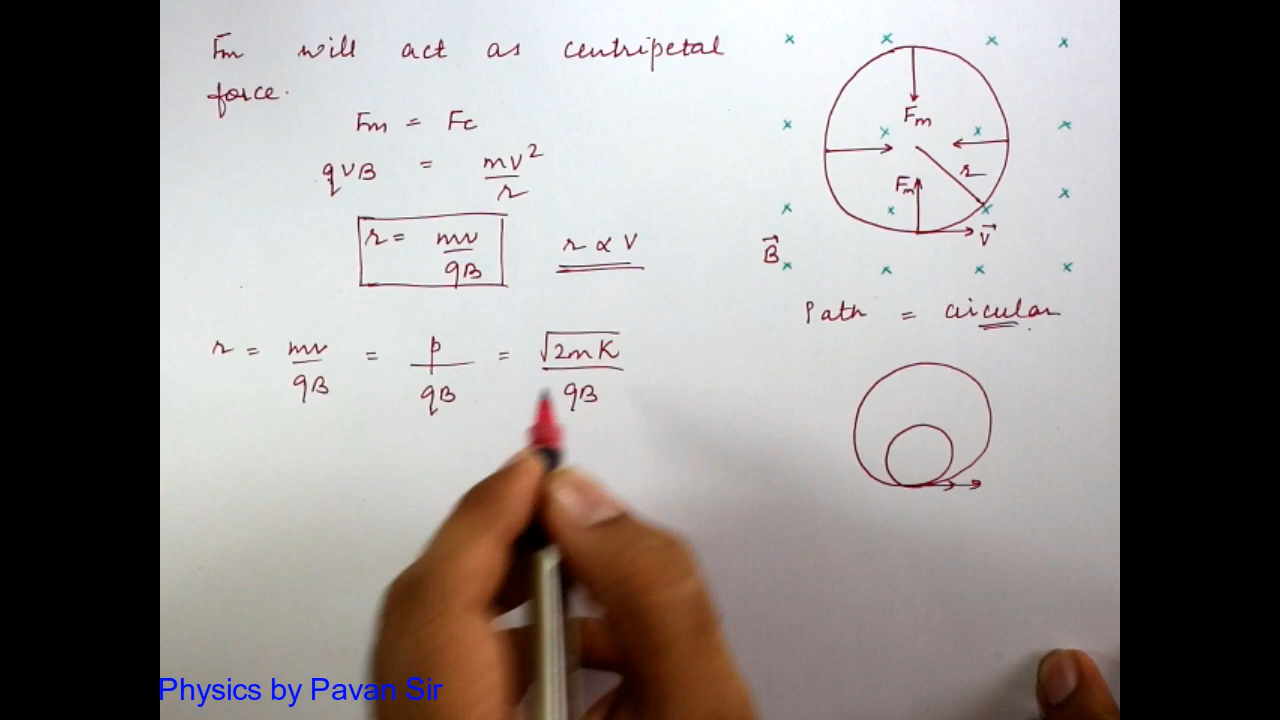 Fm will act as centripetal
force.
Fm = Fc
qVB = mv²/r
r = mv/qB
r ∝ V
r = mv/qB = p/qB = √2mK/qB
x x x x
Fm
x x x x
r
Fm
x x x x
V⃗
B⃗
x x x x
Path = circular
Physics by Pavan Sir